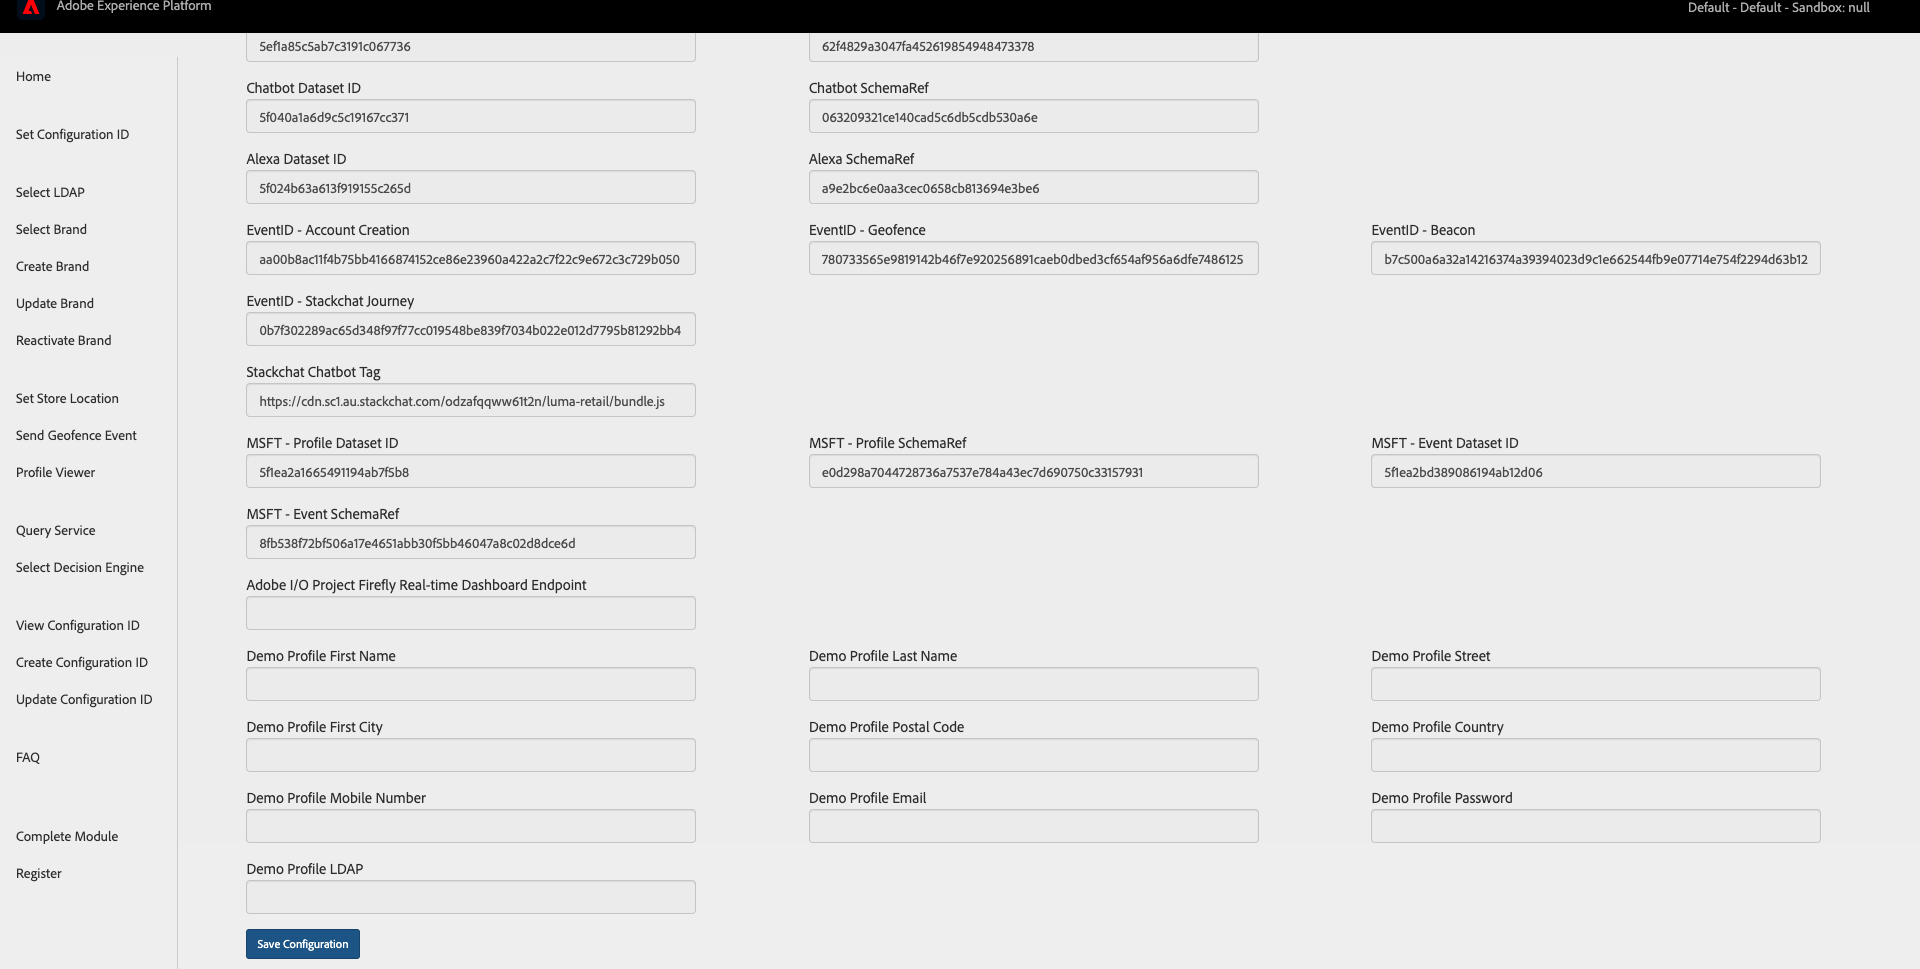 Adobe Experience Platform
Default - Default - Sandbox: null
Home
Set Configuration ID
Select LDAP
Select Brand
Create Brand
Update Brand
Reactivate Brand
Set Store Location
Send Geofence Event
Profile Viewer
Query Service
Select Decision Engine
View Configuration ID
Create Configuration ID
Update Configuration ID
FAQ
Complete Module
Register
5ef1a85c5ab7c3191c067736
62f4829a3047fa452619854948473378
Chatbot Dataset ID
Chatbot SchemaRef
5f040a1a6d9c5c19167cc371
063209321ce140cad5c6db5cdb530a6e
Alexa Dataset ID
Alexa SchemaRef
5f024b63a613f919155c265d
a9e2bc6e0aa3cec0658cb813694e3be6
EventID - Account Creation
EventID - Geofence
EventID - Beacon
aa00b8ac11f4b75bb4166874152ce86e23960a422a2c7f22c9e672c3c729b050
780733565e9819142b46f7e920256891caeb0dbed3cf654af956a6dfe7486125
b7c500a6a32a14216374a39394023d9c1e662544fb9e07714e754f2294d63b12
EventID - Stackchat Journey
0b7f302289ac65d348f97f77cc019548be839f7034b022e012d7795b81292bb4
Stackchat Chatbot Tag
https://cdn.sc1.au.stackchat.com/odzafqqww61t2n/luma-retail/bundle.js
MSFT - Profile Dataset ID
MSFT - Profile SchemaRef
MSFT - Event Dataset ID
5f1ea2a1665491194ab7f5b8
e0d298a7044728736a7537e784a43ec7d690750c33157931
5f1ea2bd389086194ab12d06
MSFT - Event SchemaRef
8fb538f72bf506a17e4651abb30f5bb46047a8c02d8dce6d
Adobe I/O Project Firefly Real-time Dashboard Endpoint
Demo Profile First Name
Demo Profile Last Name
Demo Profile Street
Demo Profile First City
Demo Profile Postal Code
Demo Profile Country
Demo Profile Mobile Number
Demo Profile Email
Demo Profile Password
Demo Profile LDAP
Save Configuration